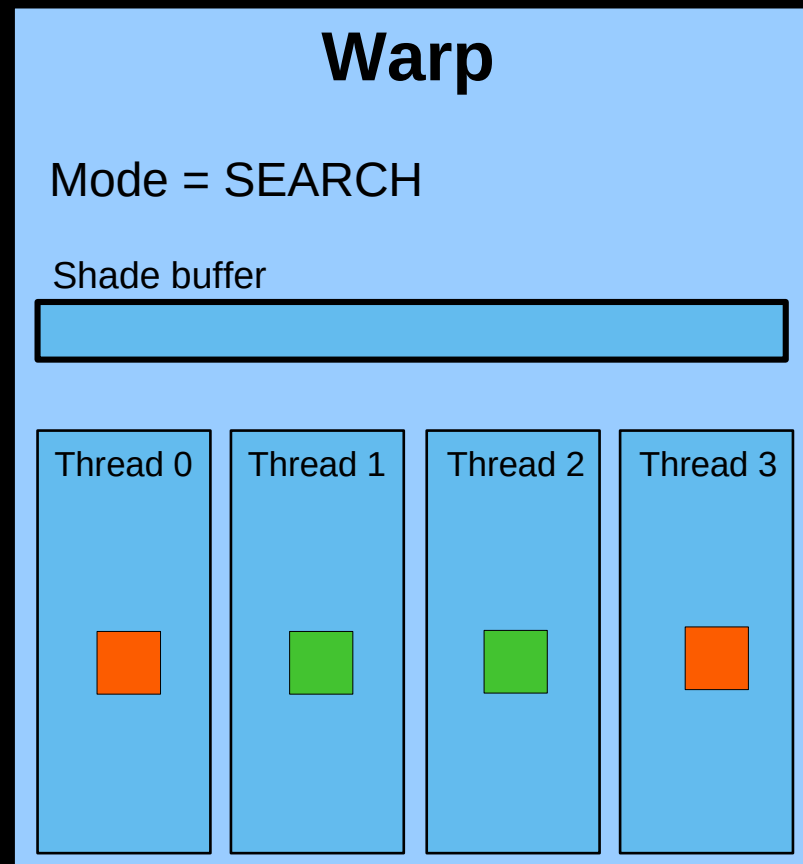 Warp
Mode = SEARCH
Shade buffer
Thread 0
Thread 1
Thread 2
Thread 3